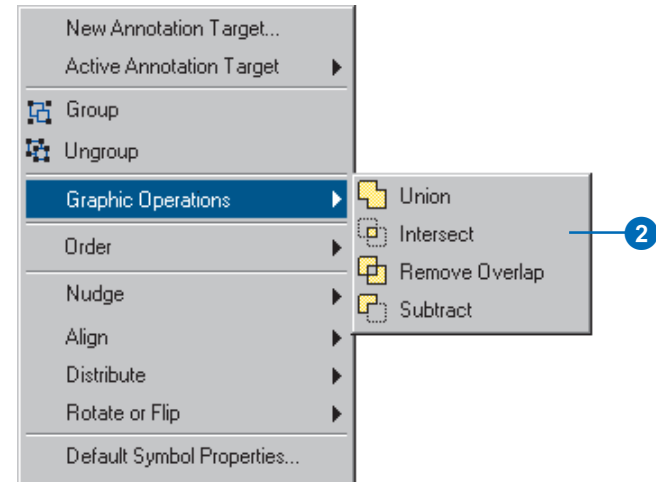 New Annotation Target...
Active Annotation Target
Group
Ungroup
Graphic Operations
Order
Nudge
Align
Distribute
Rotate or Flip
Default Symbol Properties...
Union
Intersect
Remove Overlap
Subtract
2